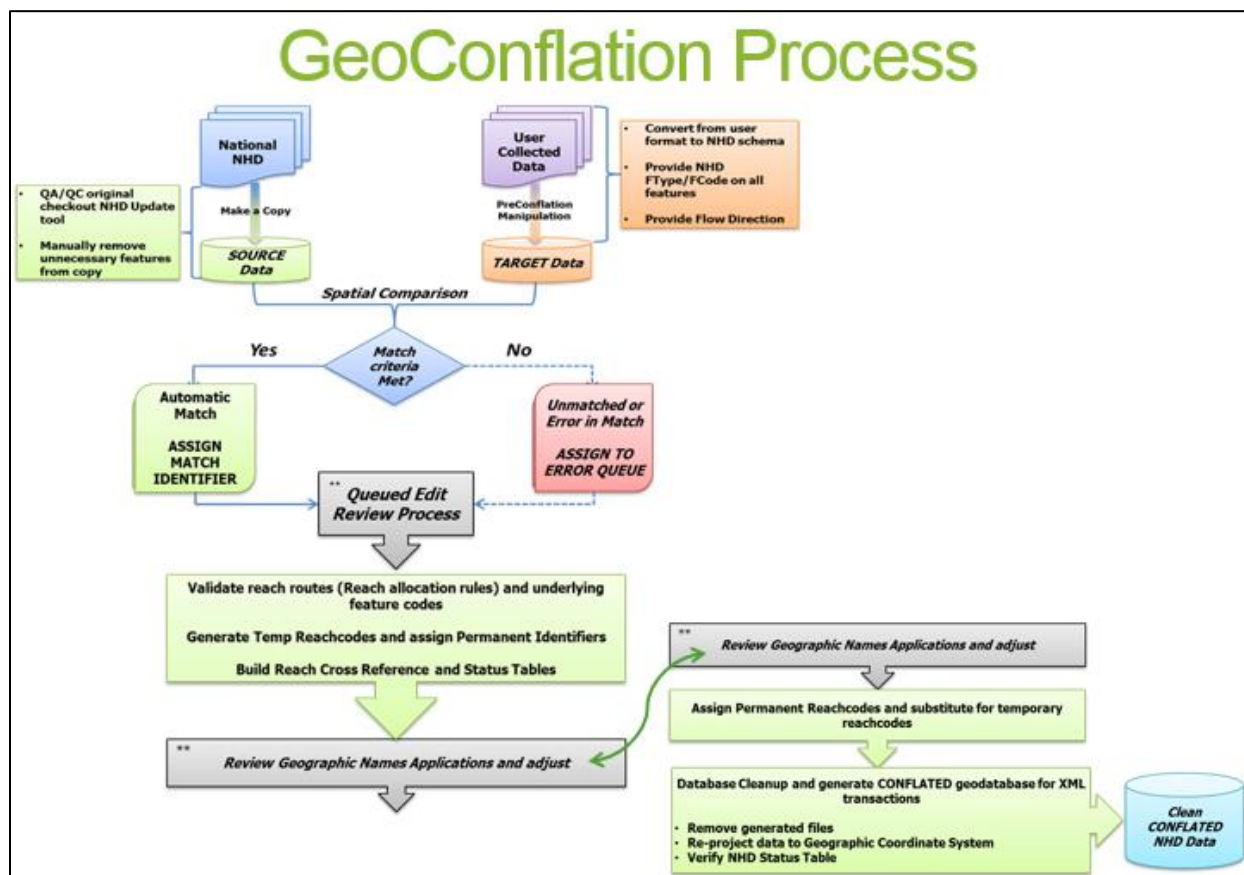 GeoConflation Process
National
NHD
User
Collected
Data
• Convert from user
format to NHD schema
• Provide NHD
FType/FCode on all
features
• Provide Flow Direction
• QA/QC original
checkout NHD Update
tool
• Manually remove
unnecessary features
from copy
Make a Copy
PreConflation
Manipulation
SOURCE
Data
TARGET Data
Spatial Comparison
Yes
Match
criteria
Met?
No
Automatic
Match
ASSIGN
MATCH
IDENTIFIER
Unmatched or
Error in Match
ASSIGN TO
ERROR QUEUE
**
Queued Edit
Review Process
Validate reach routes (Reach allocation rules) and underlying
feature codes
Generate Temp Reachcodes and assign Permanent Identifiers
Build Reach Cross Reference and Status Tables
**
Review Geographic Names Applications and adjust
**
Review Geographic Names Applications and adjust
Assign Permanent Reachcodes and substitute for temporary
reachcodes
Database Cleanup and generate CONFLATED geodatabase for XML
transactions
• Remove generated files
• Re-project data to Geographic Coordinate System
• Verify NHD Status Table
Clean
CONFLATED
NHD Data